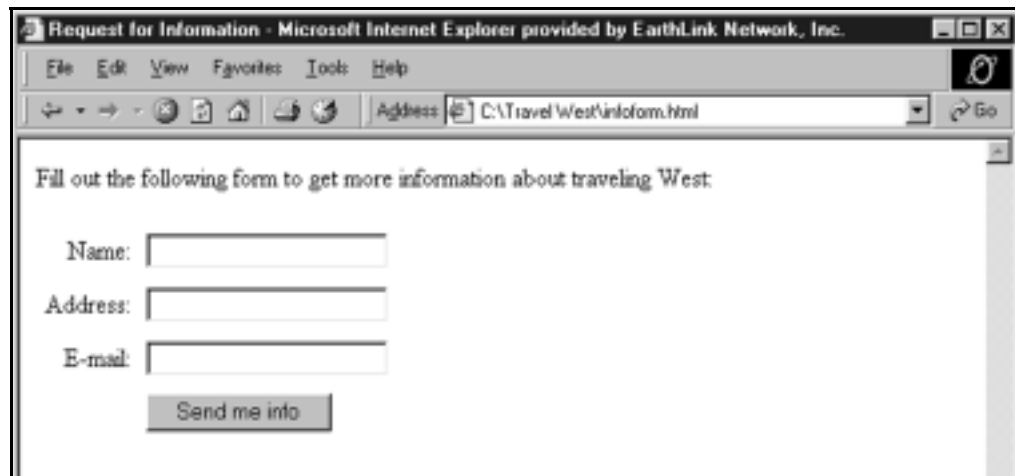 Request for Information - Microsoft Internet Explorer provided by EarthLink Network, Inc.
File Edit View Favorites Tools Help
Address C:\Travel West\infoform.html Go
Fill out the following form to get more information about traveling West:
Name:
Address:
E-mail:
Send me info